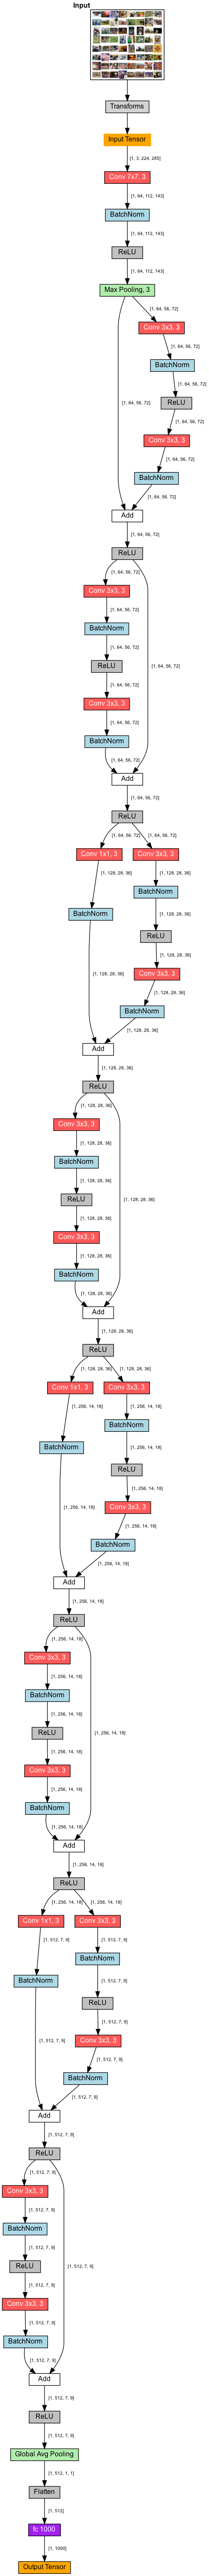 Input
Transforms
Input Tensor
[1, 3, 224, 285]
Conv 7x7, 3
[1, 64, 112, 143]
BatchNorm
[1, 64, 112, 143]
ReLU
[1, 64, 112, 143]
Max Pooling, 3
[1, 64, 56, 72]
Conv 3x3, 3
[1, 64, 56, 72]
BatchNorm
[1, 64, 56, 72]
ReLU
[1, 64, 56, 72]
[1, 64, 56, 72]
Conv 3x3, 3
[1, 64, 56, 72]
BatchNorm
[1, 64, 56, 72]
Add
[1, 64, 56, 72]
ReLU
[1, 64, 56, 72]
Conv 3x3, 3
[1, 64, 56, 72]
BatchNorm
[1, 64, 56, 72]
ReLU
[1, 64, 56, 72]
[1, 64, 56, 72]
Conv 3x3, 3
[1, 64, 56, 72]
BatchNorm
[1, 64, 56, 72]
Add
[1, 64, 56, 72]
ReLU
[1, 64, 56, 72] [1, 64, 56, 72]
Conv 1x1, 3 Conv 3x3, 3
[1, 128, 28, 36] [1, 128, 28, 36]
BatchNorm
BatchNorm
[1, 128, 28, 36]
ReLU
[1, 128, 28, 36]
[1, 128, 28, 36]
Conv 3x3, 3
[1, 128, 28, 36]
BatchNorm
[1, 128, 28, 36]
Add
[1, 128, 28, 36]
ReLU
[1, 128, 28, 36]
Conv 3x3, 3
[1, 128, 28, 36]
BatchNorm
[1, 128, 28, 36]
ReLU
[1, 128, 28, 36]
[1, 128, 28, 36]
Conv 3x3, 3
[1, 128, 28, 36]
BatchNorm
[1, 128, 28, 36]
Add
[1, 128, 28, 36]
ReLU
[1, 128, 28, 36] [1, 128, 28, 36]
Conv 1x1, 3 Conv 3x3, 3
[1, 256, 14, 18] [1, 256, 14, 18]
BatchNorm
BatchNorm
[1, 256, 14, 18]
ReLU
[1, 256, 14, 18]
[1, 256, 14, 18]
Conv 3x3, 3
[1, 256, 14, 18]
BatchNorm
[1, 256, 14, 18]
Add
[1, 256, 14, 18]
ReLU
[1, 256, 14, 18]
Conv 3x3, 3
[1, 256, 14, 18]
BatchNorm
[1, 256, 14, 18]
ReLU
[1, 256, 14, 18]
[1, 256, 14, 18]
Conv 3x3, 3
[1, 256, 14, 18]
BatchNorm
[1, 256, 14, 18]
Add
[1, 256, 14, 18]
ReLU
[1, 256, 14, 18] [1, 256, 14, 18]
Conv 1x1, 3 Conv 3x3, 3
[1, 512, 7, 9] [1, 512, 7, 9]
BatchNorm
BatchNorm
[1, 512, 7, 9]
ReLU
[1, 512, 7, 9]
[1, 512, 7, 9]
Conv 3x3, 3
[1, 512, 7, 9]
BatchNorm
[1, 512, 7, 9]
Add
[1, 512, 7, 9]
ReLU
[1, 512, 7, 9]
Conv 3x3, 3
[1, 512, 7, 9]
BatchNorm
[1, 512, 7, 9]
ReLU
[1, 512, 7, 9]
[1, 512, 7, 9]
Conv 3x3, 3
[1, 512, 7, 9]
BatchNorm
[1, 512, 7, 9]
Add
[1, 512, 7, 9]
ReLU
[1, 512, 7, 9]
Global Avg Pooling
[1, 512, 1, 1]
Flatten
[1, 512]
fc 1000
[1, 1000]
Output Tensor